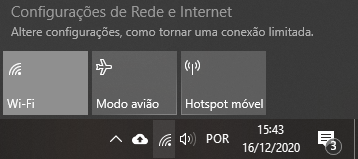 Configurações de Rede e Internet
Altere configurações, como tornar uma conexão limitada.
Wi-Fi
Modo avião
Hotspot móvel
POR
15:43
16/12/2020
3